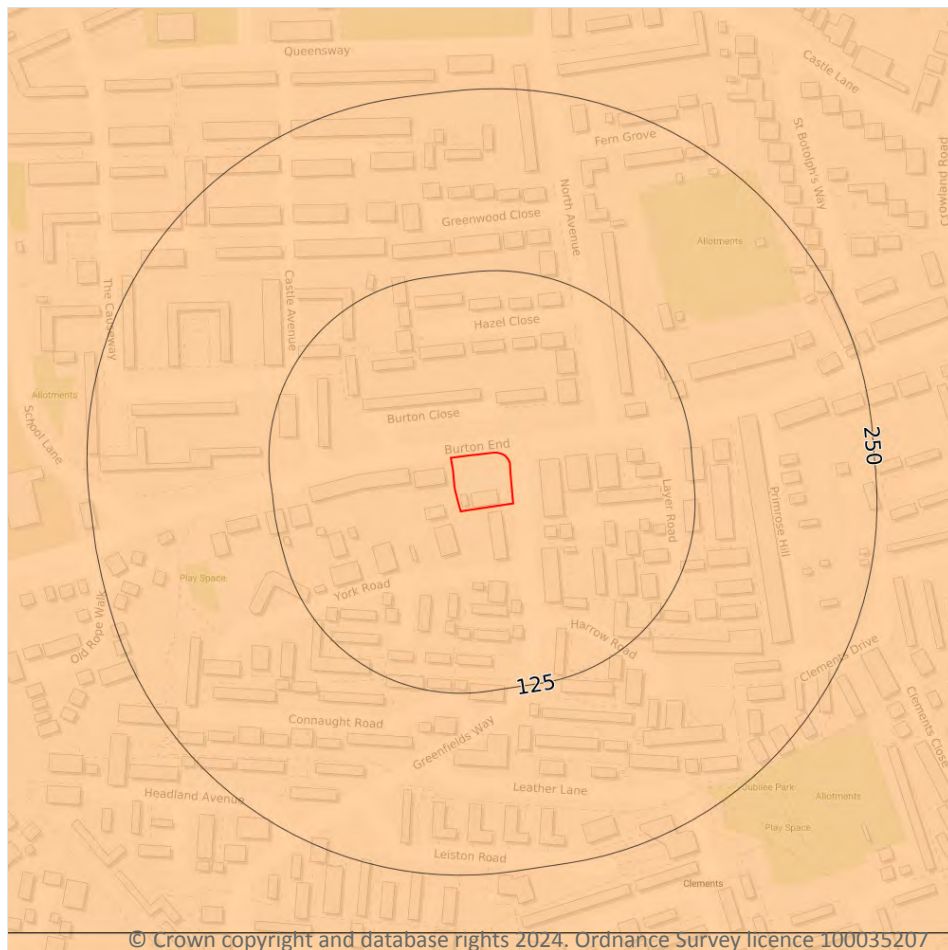 Queensway
Castle Lane
Fern Grove
St Botolph's Way
Crowland Road
North Avenue
Greenwood Close
Allotments
The Causeway
Castle Avenue
Hazel Close
Allotments
School Lane
Burton Close
Burton End
250
Layer Road
Primrose Hill
Play Space
York Road
Old Rope Walk
Harrow Road
Clements Drive
125
Connaught Road
Greenfields Way
Clements Close
Headland Avenue
Leather Lane
Jubilee Park
Allotments
Play Space
Leiston Road
Clements
© Crown copyright and database rights 2024. Ordnance Survey licence 100035207